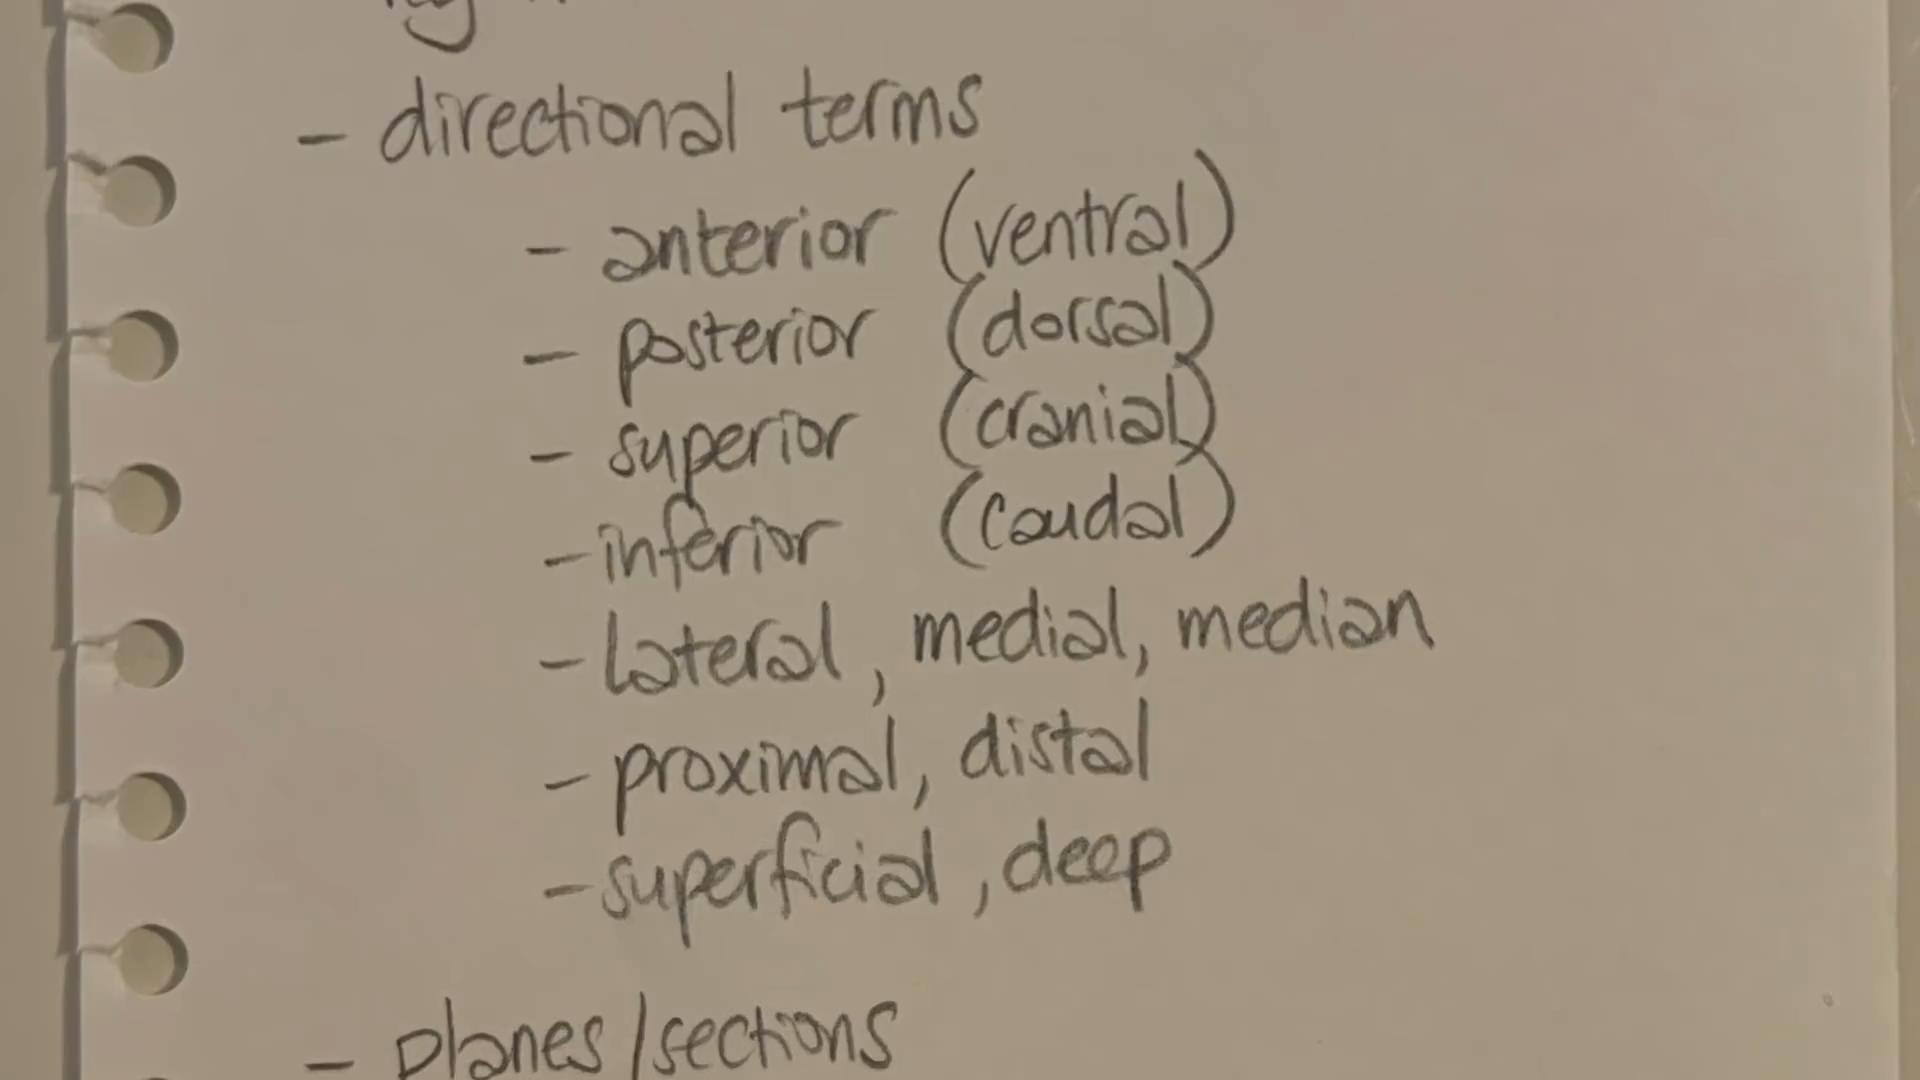 - directional terms
- anterior (ventral)
- posterior (dorsal)
- superior (cranial)
- inferior (caudal)
- lateral, medial, median
- proximal, distal
- superficial, deep
- planes/sections